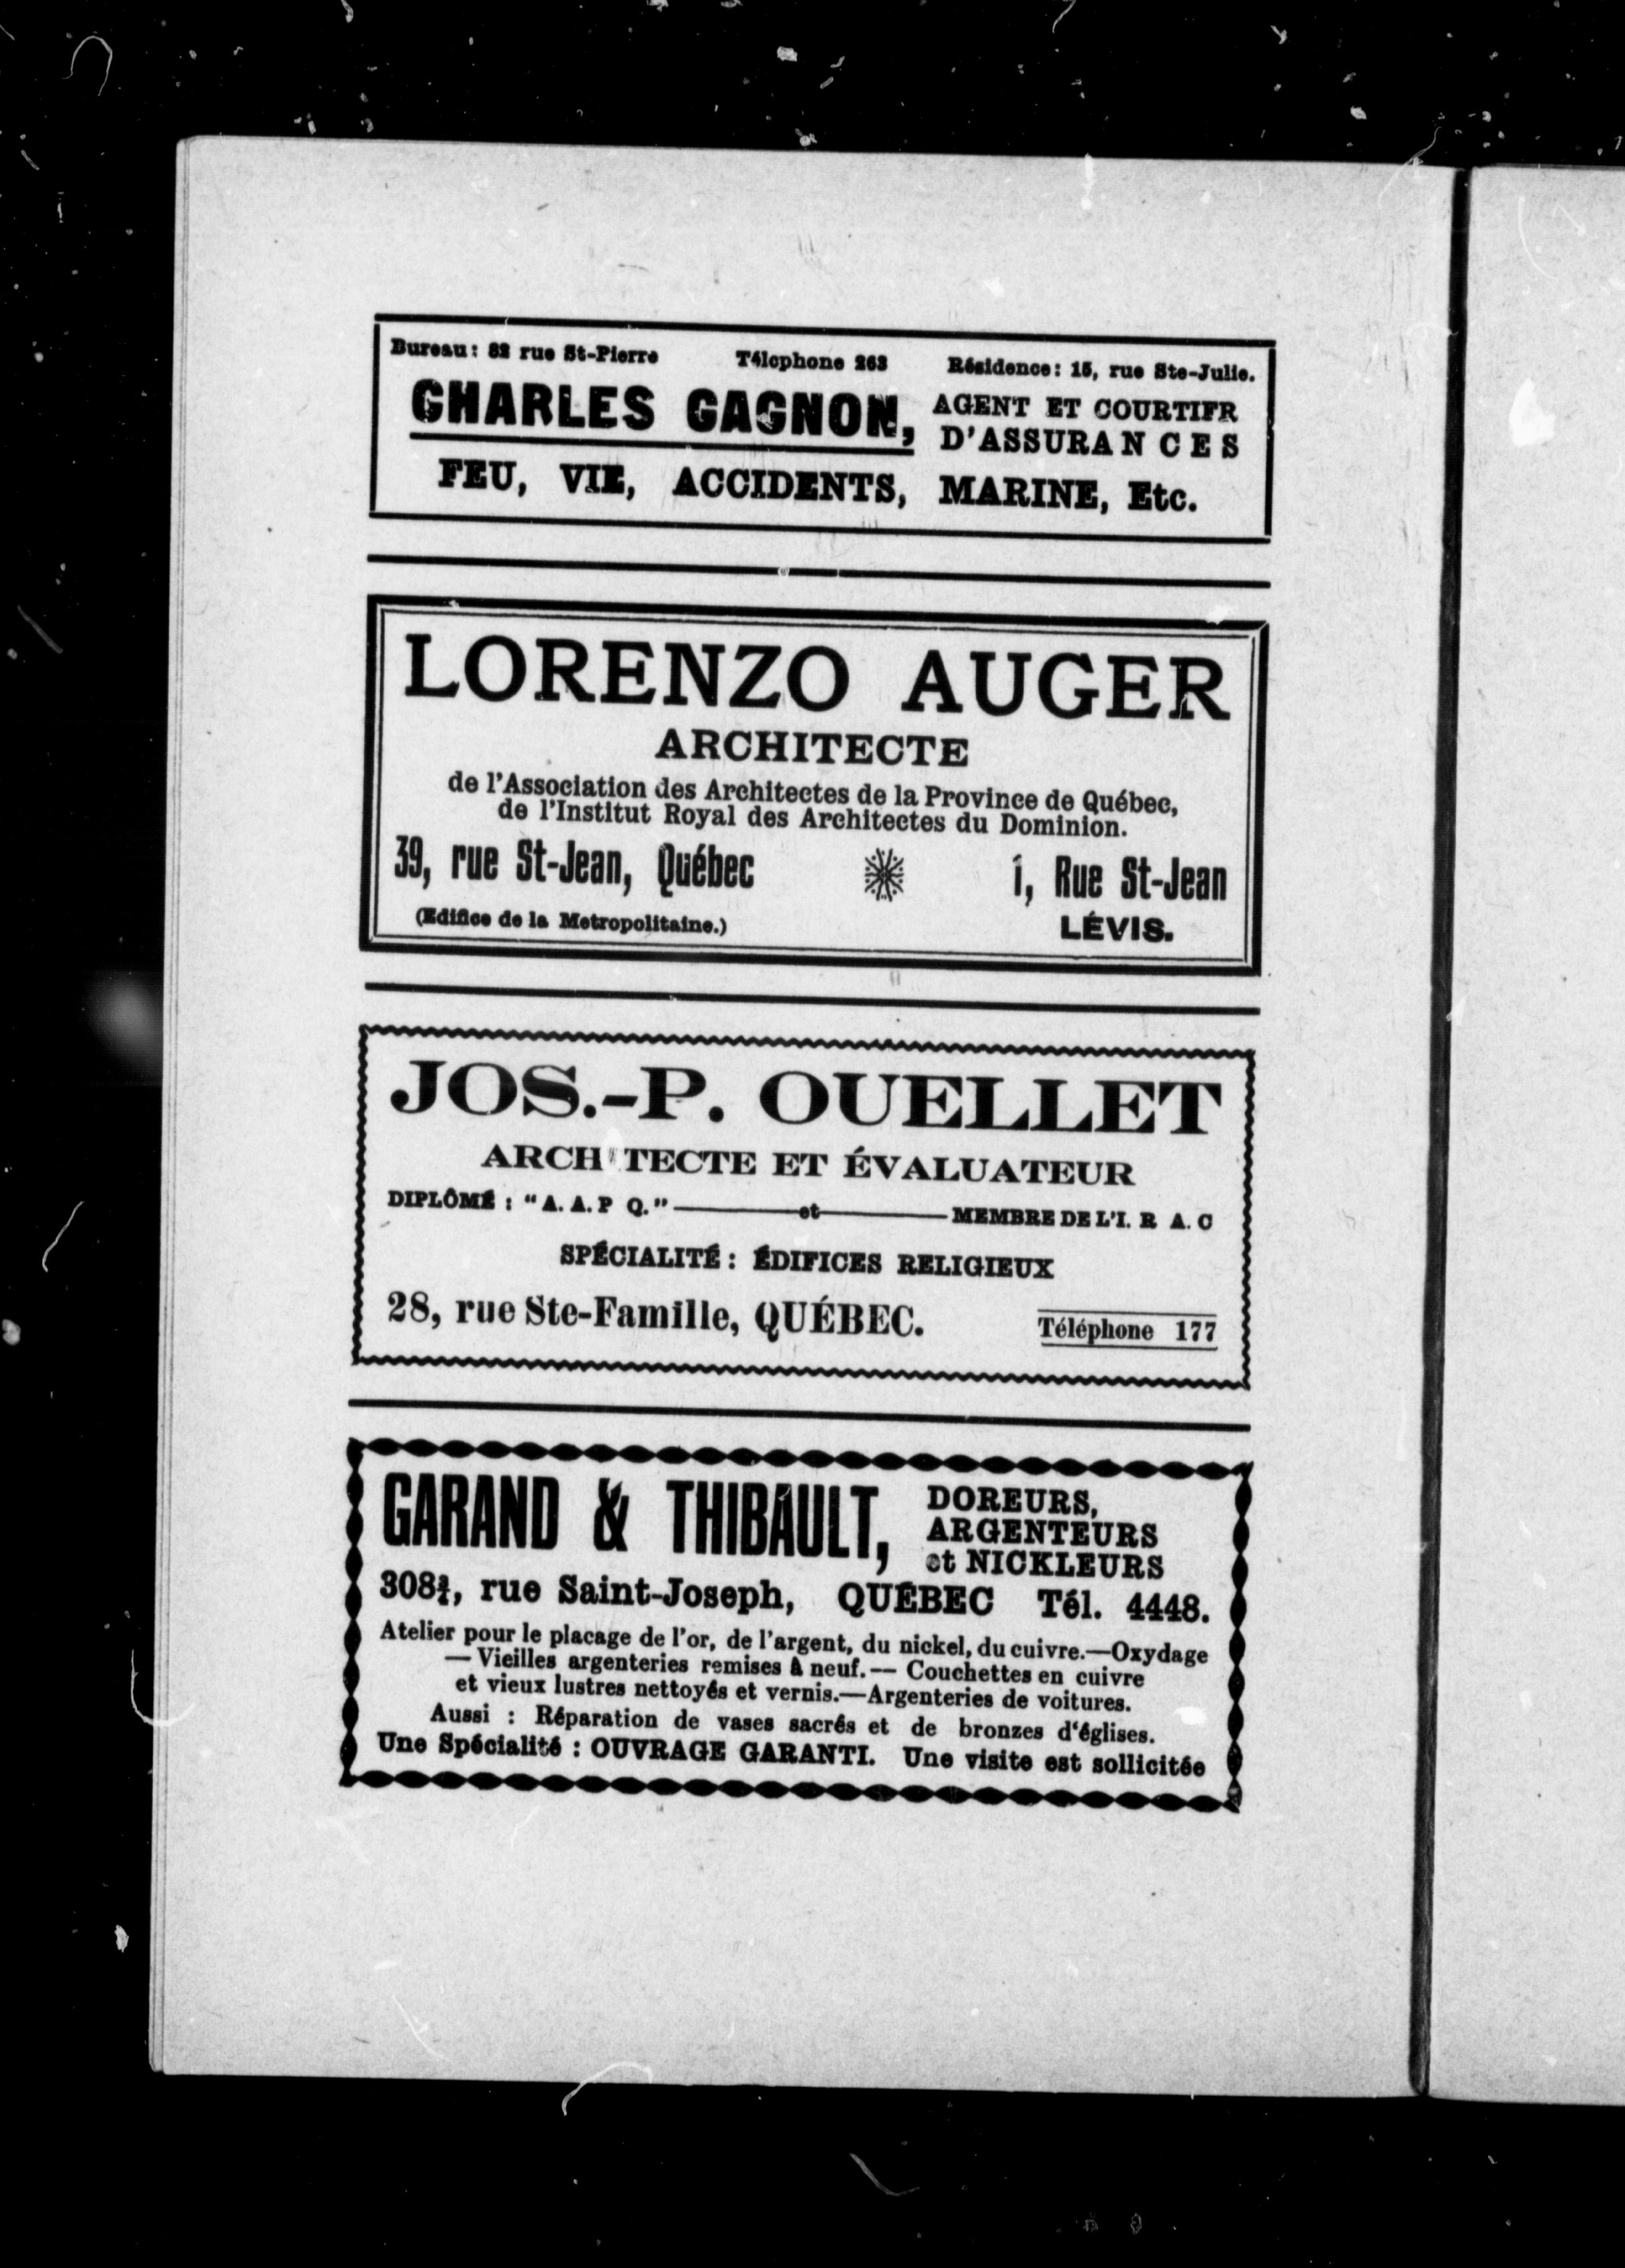 Bureau: 82 rue St-Pierre Télephone 263 Résidence: 15, rue Ste-Julie.
CHARLES GAGNON, AGENT ET COURTIER
D'ASSURANCES
FEU, VIE, ACCIDENTS, MARINE, Etc.
LORENZO AUGER
ARCHITECTE
de l'Association des Architectes de la Province de Québec,
de l'Institut Royal des Architectes du Dominion.
39, rue St-Jean, Québec 1, Rue St-Jean
(Edifice de la Metropolitaine.) LÉVIS.
JOS.-P. OUELLET
ARCHITECTE ET ÉVALUATEUR
DIPLÔMÉ : "A. A. P Q."——et——MEMBRE DE L'I. R A. C
SPÉCIALITÉ : ÉDIFICES RELIGIEUX
28, rue Ste-Famille, QUÉBEC. Téléphone 177
GARAND & THIBAULT, DOREURS,
ARGENTEURS
et NICKLEURS
308¾, rue Saint-Joseph, QUÉBEC Tél. 4448.
Atelier pour le placage de l'or, de l'argent, du nickel, du cuivre.—Oxydage
— Vieilles argenteries remises à neuf. — Couchettes en cuivre
et vieux lustres nettoyés et vernis.—Argenteries de voitures.
Aussi : Réparation de vases sacrés et de bronzes d'églises.
Une Spécialité : OUVRAGE GARANTI. Une visite est sollicitée